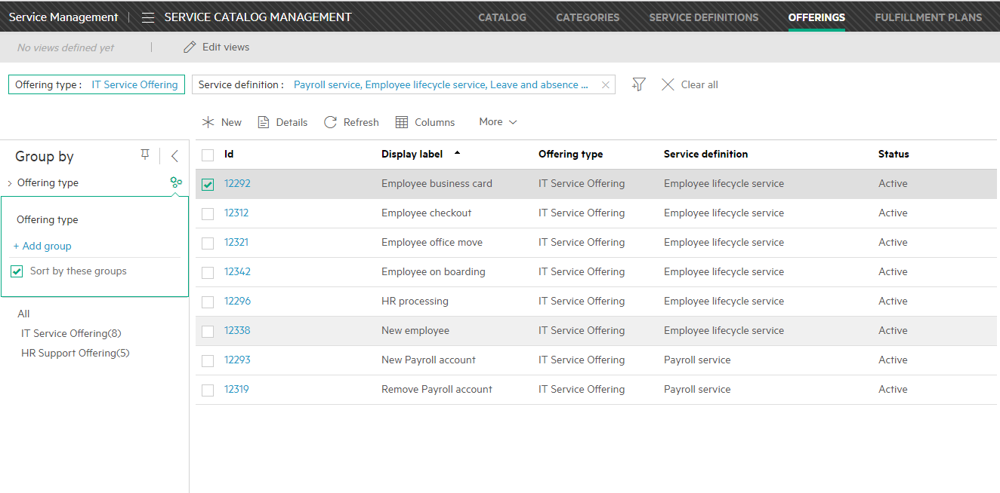 Service Management | SERVICE CATALOG MANAGEMENT CATALOG CATEGORIES SERVICE DEFINITIONS OFFERINGS FULFILLMENT PLANS
No views defined yet | Edit views
Offering type : IT Service Offering Service definition : Payroll service, Employee lifecycle service, Leave and absence ... Clear all
New Details Refresh Columns More
Group by
Offering type
Offering type
+ Add group
Sort by these groups
All
IT Service Offering(8)
HR Support Offering(5)
Id Display label Offering type Service definition Status
12292 Employee business card IT Service Offering Employee lifecycle service Active
12312 Employee checkout IT Service Offering Employee lifecycle service Active
12321 Employee office move IT Service Offering Employee lifecycle service Active
12342 Employee on boarding IT Service Offering Employee lifecycle service Active
12296 HR processing IT Service Offering Employee lifecycle service Active
12338 New employee IT Service Offering Employee lifecycle service Active
12293 New Payroll account IT Service Offering Payroll service Active
12319 Remove Payroll account IT Service Offering Payroll service Active